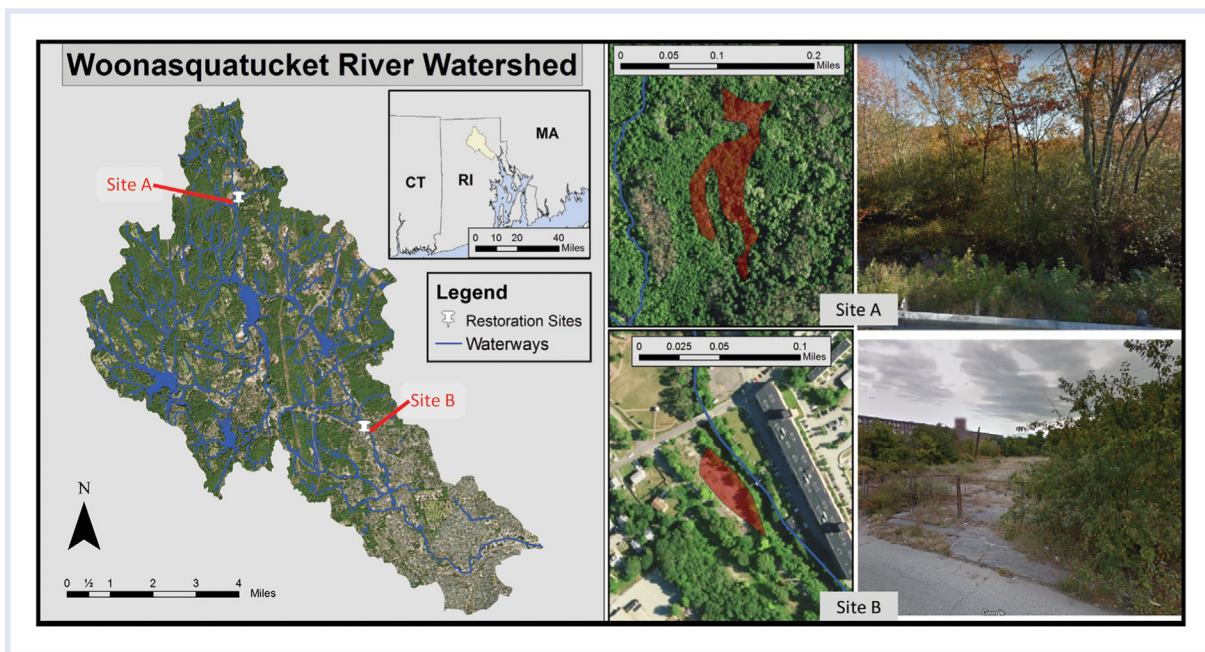 Woonasquatucket River Watershed
Site A
Site B
N
0 ½ 1 2 3 4 Miles
CT
RI
MA
0 10 20 40
Miles
Legend
Restoration Sites
Waterways
0 0.05 0.1 0.2
Miles
Site A
0 0.025 0.05 0.1
Miles
Site B
Google